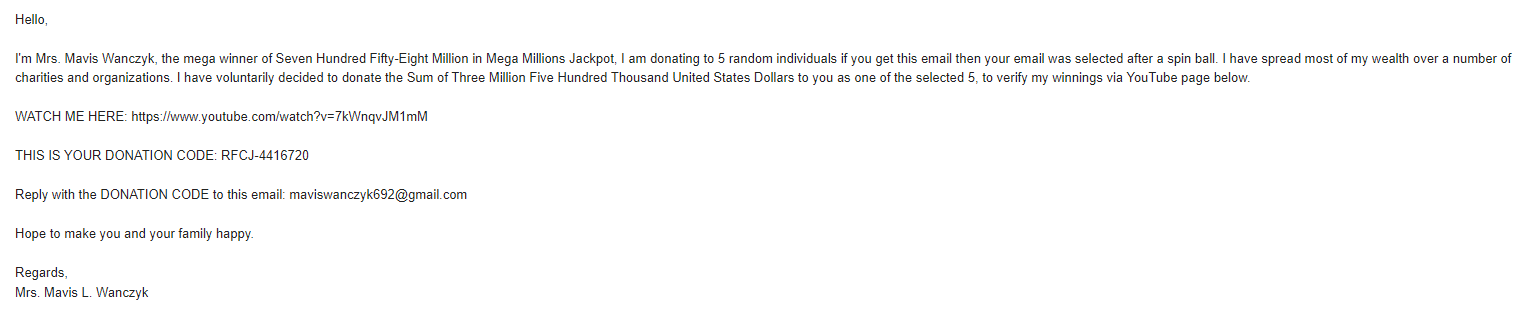 Hello,
I'm Mrs. Mavis Wanczyk, the mega winner of Seven Hundred Fifty-Eight Million in Mega Millions Jackpot, I am donating to 5 random individuals if you get this email then your email was selected after a spin ball. I have spread most of my wealth over a number of
charities and organizations. I have voluntarily decided to donate the Sum of Three Million Five Hundred Thousand United States Dollars to you as one of the selected 5, to verify my winnings via YouTube page below.
WATCH ME HERE: https://www.youtube.com/watch?v=7kWnqvJM1mM
THIS IS YOUR DONATION CODE: RFCJ-4416720
Reply with the DONATION CODE to this email: maviswanczyk692@gmail.com
Hope to make you and your family happy.
Regards,
Mrs. Mavis L. Wanczyk